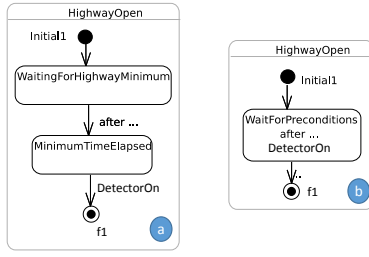 HighwayOpen
Initial1
WaitingForHighwayMinimum
after ...
MinimumTimeElapsed
DetectorOn
f1
a
HighwayOpen
Initial1
WaitForPreconditions
after ...
DetectorOn
..
f1
b